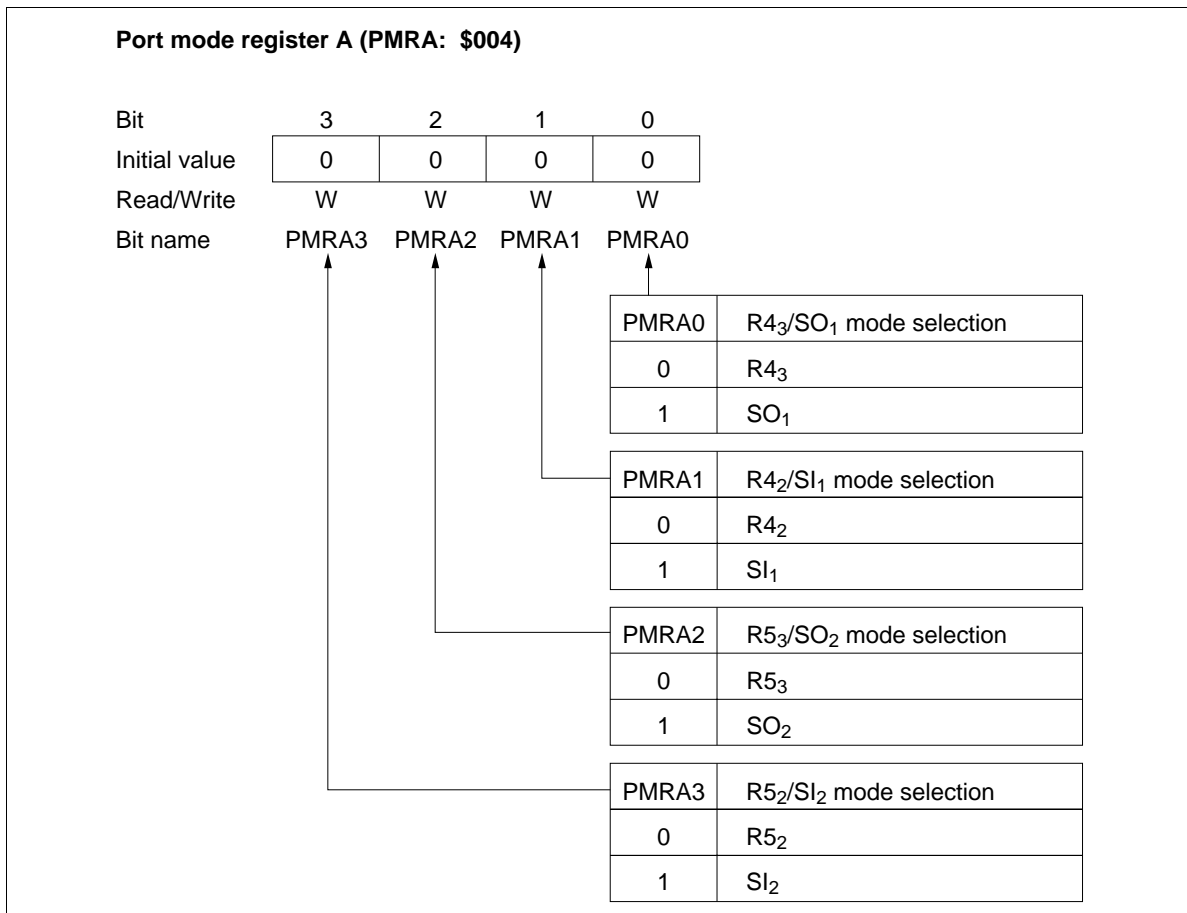 Port mode register A (PMRA: $004)
Bit 3 2 1 0
Initial value 0 0 0 0
Read/Write W W W W
Bit name PMRA3 PMRA2 PMRA1 PMRA0
PMRA0 R4₃/SO₁ mode selection
0 R4₃
1 SO₁
PMRA1 R4₂/SI₁ mode selection
0 R4₂
1 SI₁
PMRA2 R5₃/SO₂ mode selection
0 R5₃
1 SO₂
PMRA3 R5₂/SI₂ mode selection
0 R5₂
1 SI₂